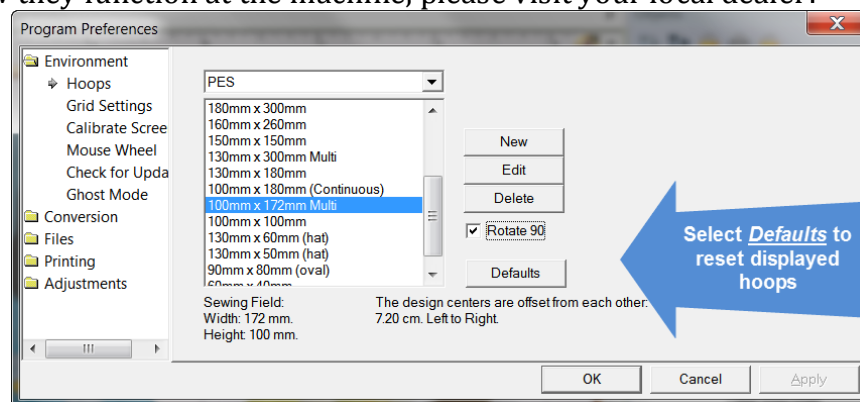 they function at the machine, please visit your local dealer.
Program Preferences
X
Environment
Hoops
Grid Settings
Calibrate Scree
Mouse Wheel
Check for Upda
Ghost Mode
Conversion
Files
Printing
Adjustments
PES
180mm x 300mm
160mm x 260mm
150mm x 150mm
130mm x 300mm Multi
130mm x 180mm
100mm x 180mm (Continuous)
100mm x 172mm Multi
100mm x 100mm
130mm x 60mm (hat)
130mm x 50mm (hat)
90mm x 80mm (oval)
60mm x 40mm
New
Edit
Delete
Rotate 90
Defaults
Select Defaults to
reset displayed
hoops
Sewing Field:
Width: 172 mm.
Height: 100 mm.
The design centers are offset from each other:
7.20 cm. Left to Right.
OK
Cancel
Apply